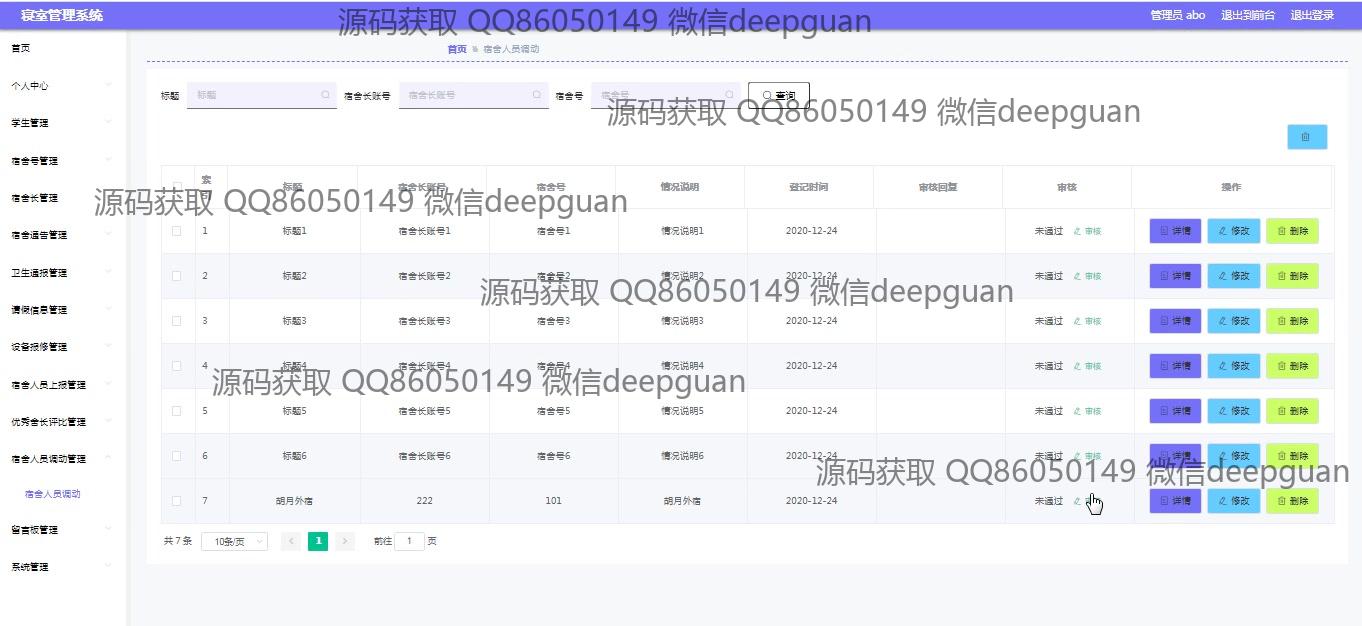 寝室管理系统
管理员 abo 退出到前台 退出登录
源码获取 QQ86050149 微信deepguan
首页
个人中心
学生管理
宿舍号管理
宿舍长管理
宿舍通告管理
卫生通报管理
请假信息管理
设备报修管理
宿舍人员上报管理
优秀舍长评比管理
宿舍人员调动管理
宿舍人员调动
留言板管理
系统管理
首页 宿舍人员调动
标题 标题 宿舍长账号 宿舍长账号 宿舍号 宿舍号 查询
源码获取 QQ86050149 微信deepguan
索引 标题 宿舍长账号 宿舍号 情况说明 登记时间 审核回复 审核 操作
源码获取 QQ86050149 微信deepguan
1 标题1 宿舍长账号1 宿舍号1 情况说明1 2020-12-24 未通过 审核 详情 修改 删除
2 标题2 宿舍长账号2 宿舍号2 情况说明2 2020-12-24 未通过 审核 详情 修改 删除
源码获取 QQ86050149 微信deepguan
3 标题3 宿舍长账号3 宿舍号3 情况说明3 2020-12-24 未通过 审核 详情 修改 删除
4 标题4 宿舍长账号4 宿舍号4 情况说明4 2020-12-24 未通过 审核 详情 修改 删除
源码获取 QQ86050149 微信deepguan
5 标题5 宿舍长账号5 宿舍号5 情况说明5 2020-12-24 未通过 审核 详情 修改 删除
6 标题6 宿舍长账号6 宿舍号6 情况说明6 2020-12-24 未通过 审核 详情 修改 删除
源码获取 QQ86050149 微信deepguan
7 胡月外宿 222 101 胡月外宿 2020-12-24 未通过 详情 修改 删除
共 7 条 10条/页 1 前往 1 页